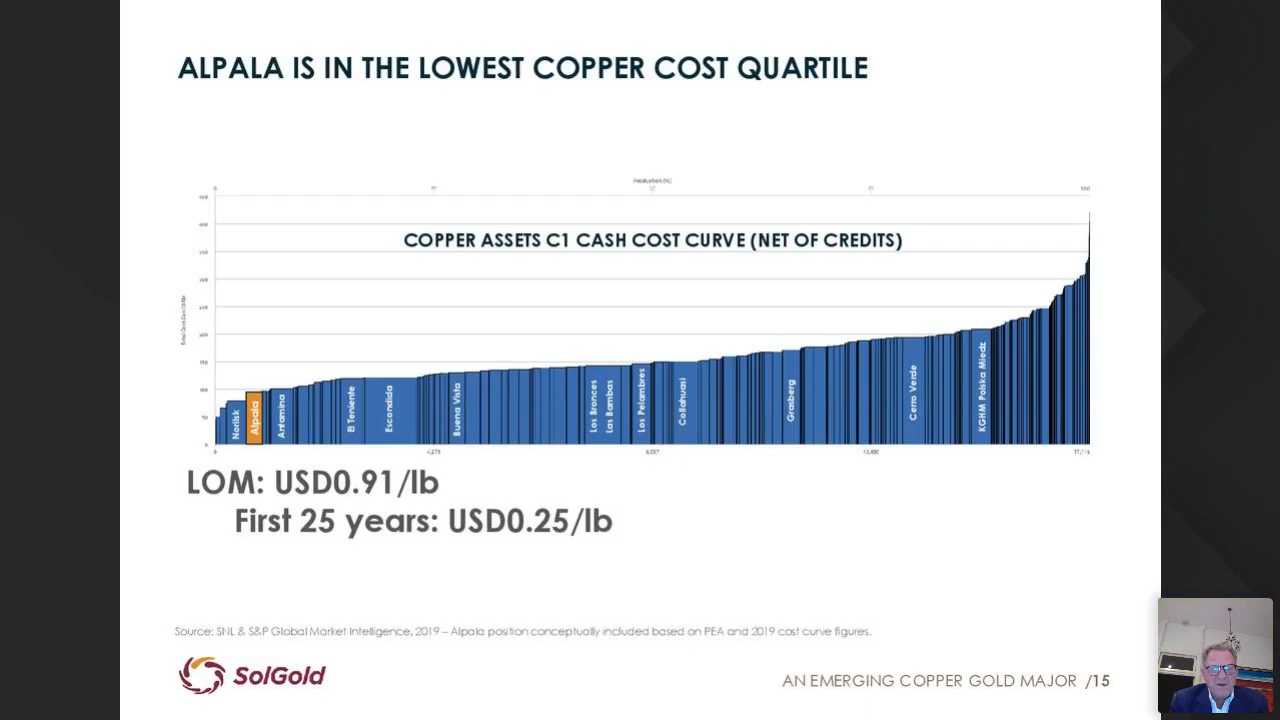 ALPALA IS IN THE LOWEST COPPER COST QUARTILE
Production (%)
COPPER ASSETS C1 CASH COST CURVE (NET OF CREDITS)
Norilsk
Alpala
Antamina
El Teniente
Escondida
Buena Vista
Los Bronces
Las Bambas
Los Pelambres
Collahuasi
Grasberg
Cerro Verde
KGHM Polska Miedz
LOM: USD0.91/lb
First 25 years: USD0.25/lb
Source: SNL & S&P Global Market Intelligence, 2019 – Alpala position conceptually included based on PEA and 2019 cost curve figures.
SolGold
AN EMERGING COPPER GOLD MAJOR /15